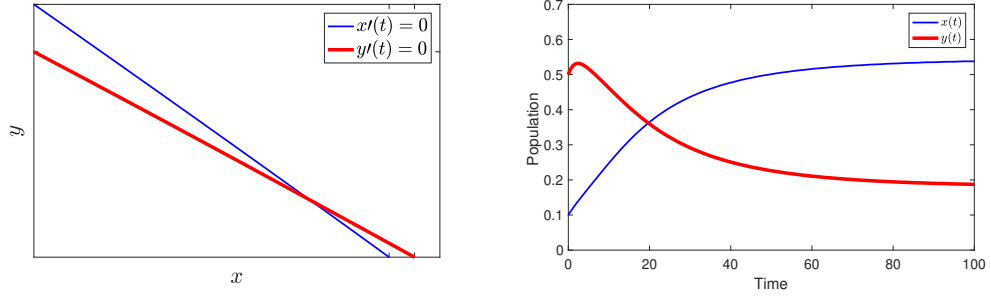 x′(t) = 0
y′(t) = 0
y
x
0.7
0.6
0.5
0.4
0.3
0.2
0.1
0
Population
x(t)
y(t)
0 20 40 60 80 100
Time